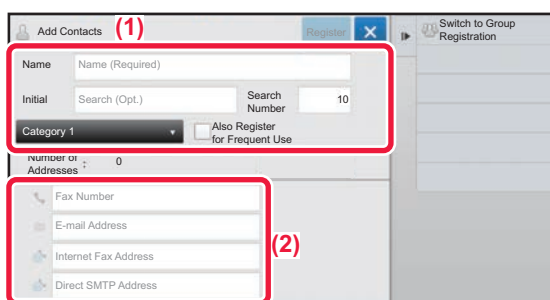 Add Contacts (1) Register
Switch to Group
Registration
Name Name (Required)
Initial Search (Opt.) Search
Number 10
Category 1 Also Register
for Frequent Use
Number of
Addresses : 0
Fax Number
E-mail Address
(2)
Internet Fax Address
Direct SMTP Address